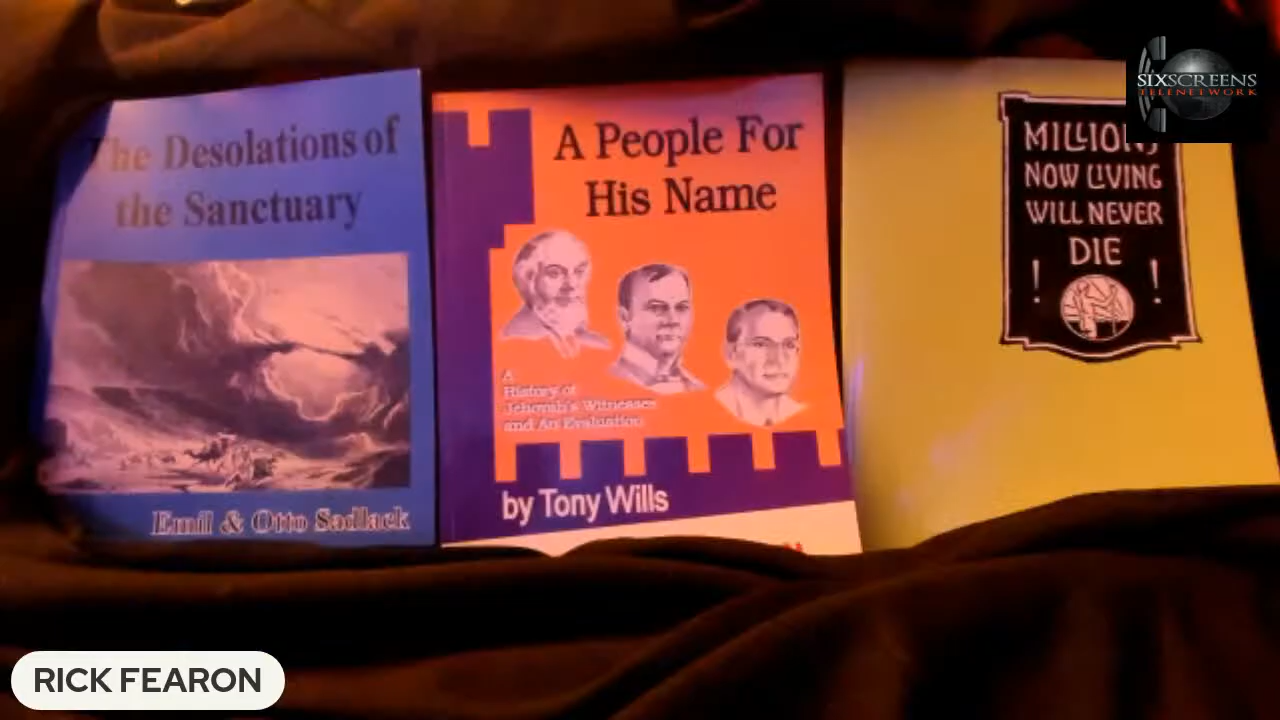 The Desolations of
the Sanctuary
Emil & Otto Sadlack
A People For
His Name
A
History of
Jehovah's Witnesses
and An Evaluation
by Tony Wills
MILLIONS
NOW LIVING
WILL NEVER
DIE
! !
SIXSCREENS
TELENETWORK
RICK FEARON